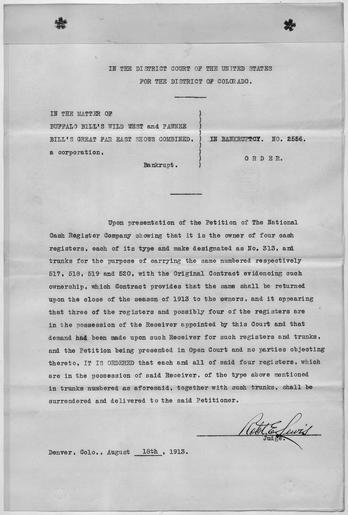 IN THE DISTRICT COURT OF THE UNITED STATES
FOR THE DISTRICT OF COLORADO.
IN THE MATTER OF
BUFFALO BILL'S WILD WEST and PAWNEE
BILL'S GREAT FAR EAST SHOWS COMBINED,
a corporation,
Bankrupt.
IN BANKRUPTCY. NO. 2556.
O R D E R.
Upon presentation of the Petition of The National
Cash Register Company showing that it is the owner of four cash
registers, each of its type and make designated as No. 313, and
trunks for the purpose of carrying the same numbered respectively
517, 518, 519 and 520, with the Original Contract evidencing such
ownership, which Contract provides that the same shall be returned
upon the close of the season of 1913 to the owners, and it appearing
that three of the registers and possibly four of the registers are
in the possession of the Receiver appointed by this Court and that
demand had been made upon such Receiver for such registers and trunks,
and the Petition being presented in Open Court and no parties objecting
thereto, IT IS ORDERED that each and all of said four registers, which
are in the possession of said Receiver, of the type above mentioned
in trunks numbered as aforesaid, together with such trunks, shall be
surrendered and delivered to the said Petitioner.
Robt E. Lewis
Judge.
Denver, Colo., August 18th, 1913.